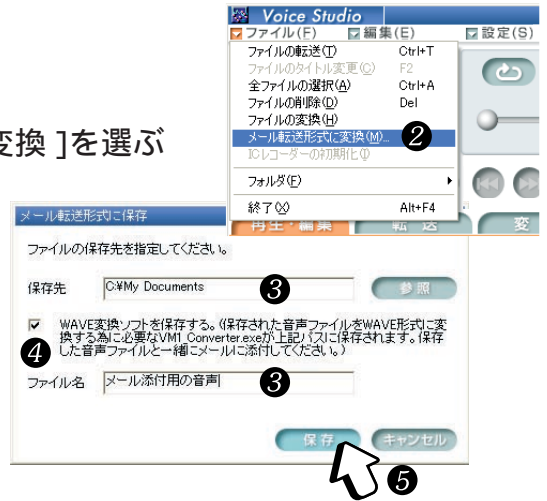 Voice Studio
ファイル(F) 編集(E) 設定(S)
ファイルの転送(T) Ctrl+T
ファイルのタイトル変更(C) F2
全ファイルの選択(A) Ctrl+A
ファイルの削除(D) Del
ファイルの変換(H)
メール転送形式に変換(M)... 2
ICレコーダーの初期化(I)
フォルダ(F)
終了(X) Alt+F4
再生・編集 転 送 変
変換 ]を選ぶ
メール転送形式に保存
ファイルの保存先を指定してください。
保存先 C:¥My Documents 3 参照
4 WAVE変換ソフトを保存する。(保存された音声ファイルをWAVE形式に変
換する為に必要なVM1_Converter.exeが上記パスに保存されます。保存
した音声ファイルと一緒にメールに添付してください。)
ファイル名 メール添付用の音声 3
保存 キャンセル
5